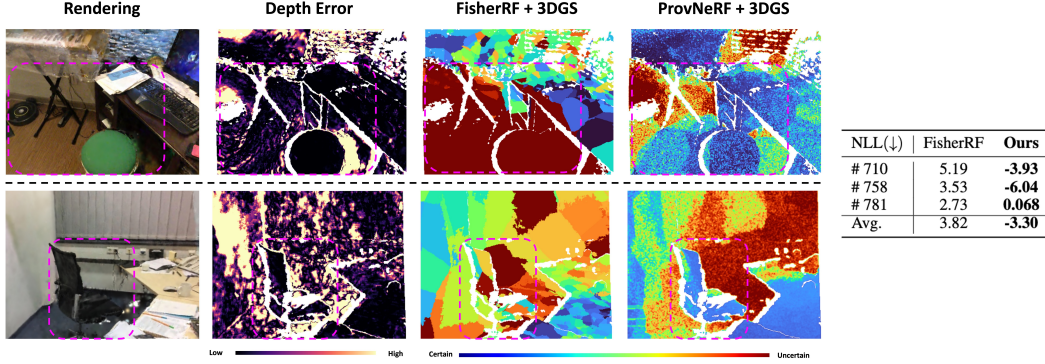 Rendering Depth Error FisherRF + 3DGS ProvNeRF + 3DGS
NLL(↓) FisherRF Ours
# 710 5.19 -3.93
# 758 3.53 -6.04
# 781 2.73 0.068
Avg. 3.82 -3.30
Low High Certain Uncertain